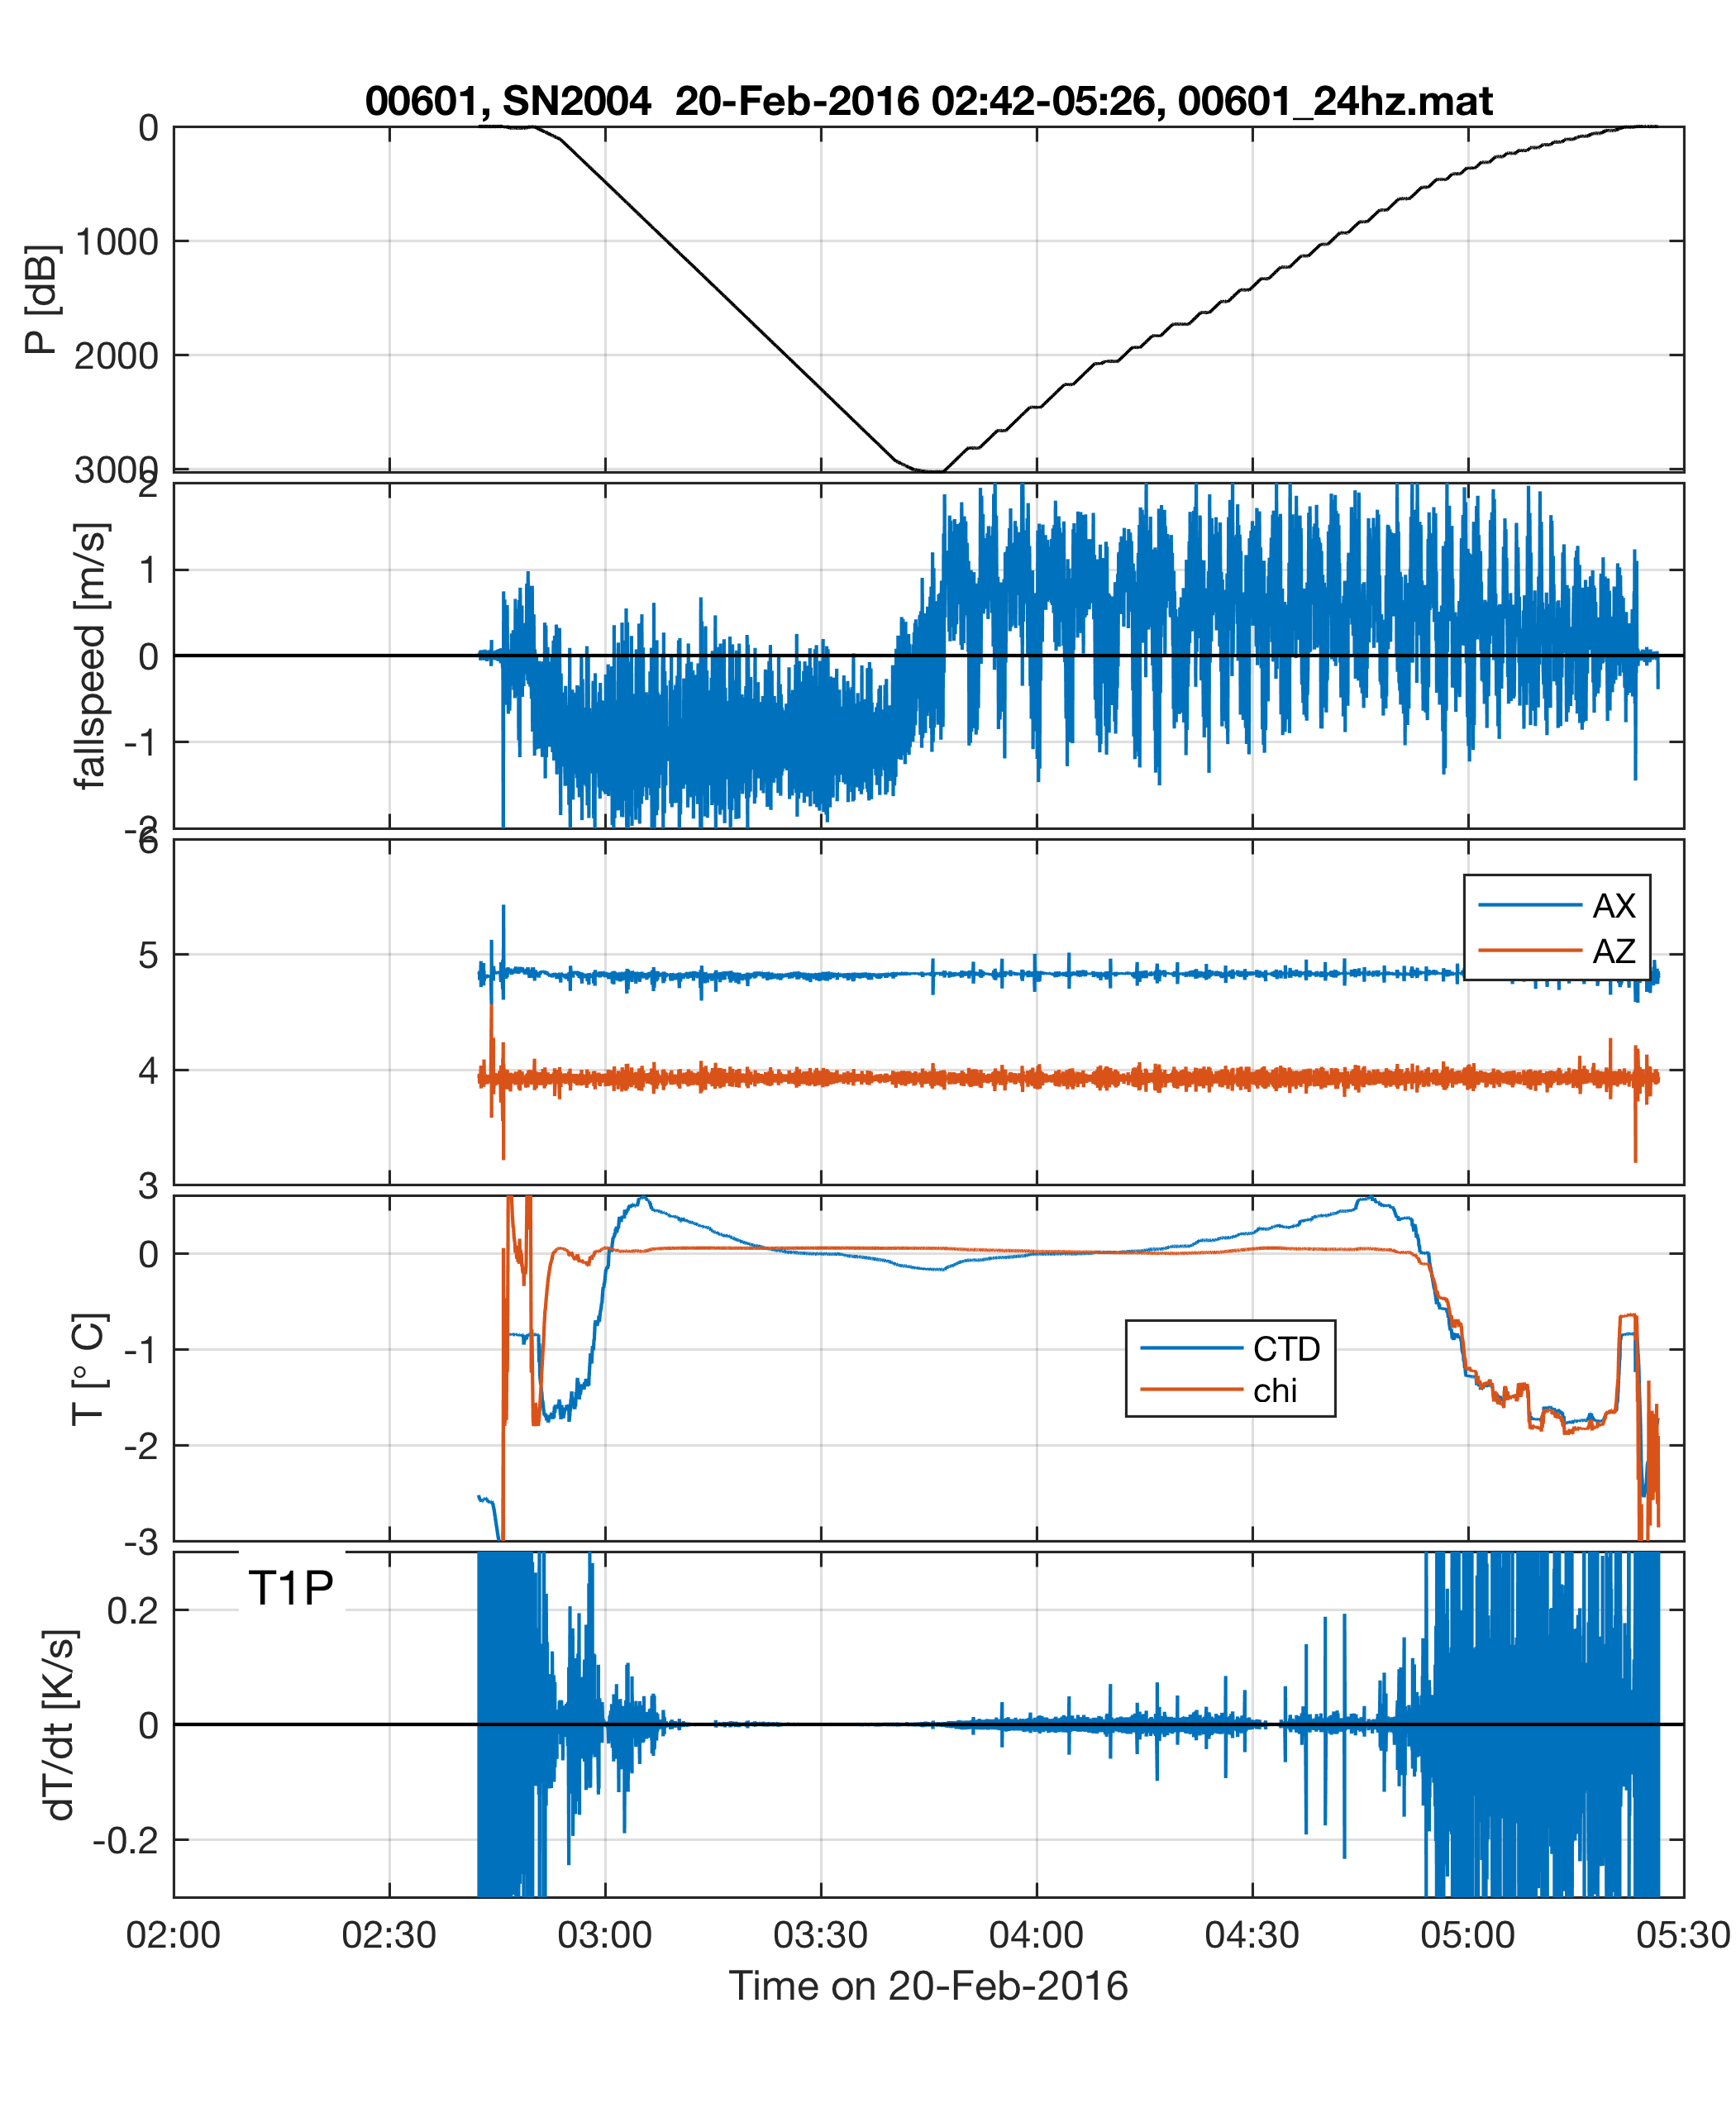 00601, SN2004  20-Feb-2016 02:42-05:26, 00601_24hz.mat
0
1000
2000
3000
P [dB]
2
1
0
-1
-2
fallspeed [m/s]
6
5
4
3
AX
AZ
0
-1
-2
-3
T [° C]
CTD
chi
T1P
0.2
0
-0.2
dT/dt [K/s]
02:00 02:30 03:00 03:30 04:00 04:30 05:00 05:30
Time on 20-Feb-2016